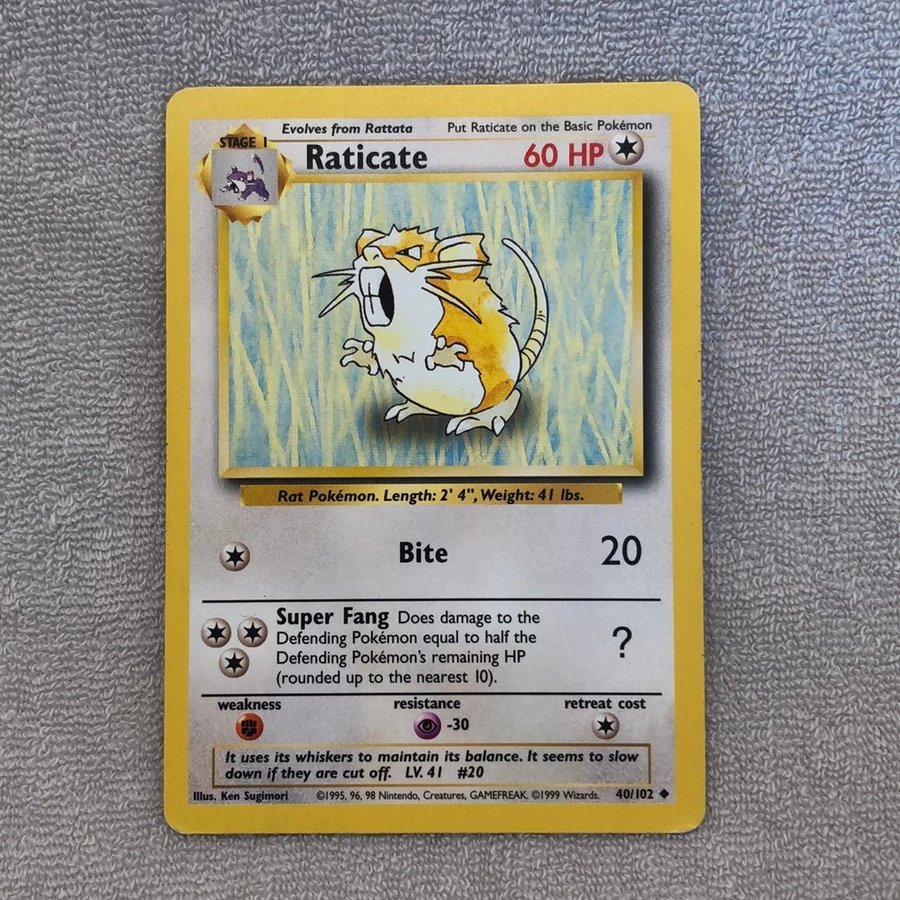 Evolves from Rattata Put Raticate on the Basic Pokémon
STAGE 1
Raticate 60 HP
Rat Pokémon. Length: 2' 4", Weight: 41 lbs.
Bite 20
Super Fang Does damage to the
Defending Pokémon equal to half the
Defending Pokémon's remaining HP
(rounded up to the nearest 10).
?
weakness resistance retreat cost
-30
It uses its whiskers to maintain its balance. It seems to slow
down if they are cut off. LV. 41 #20
Illus. Ken Sugimori ©1995, 96, 98 Nintendo, Creatures, GAMEFREAK. ©1999 Wizards. 40/102